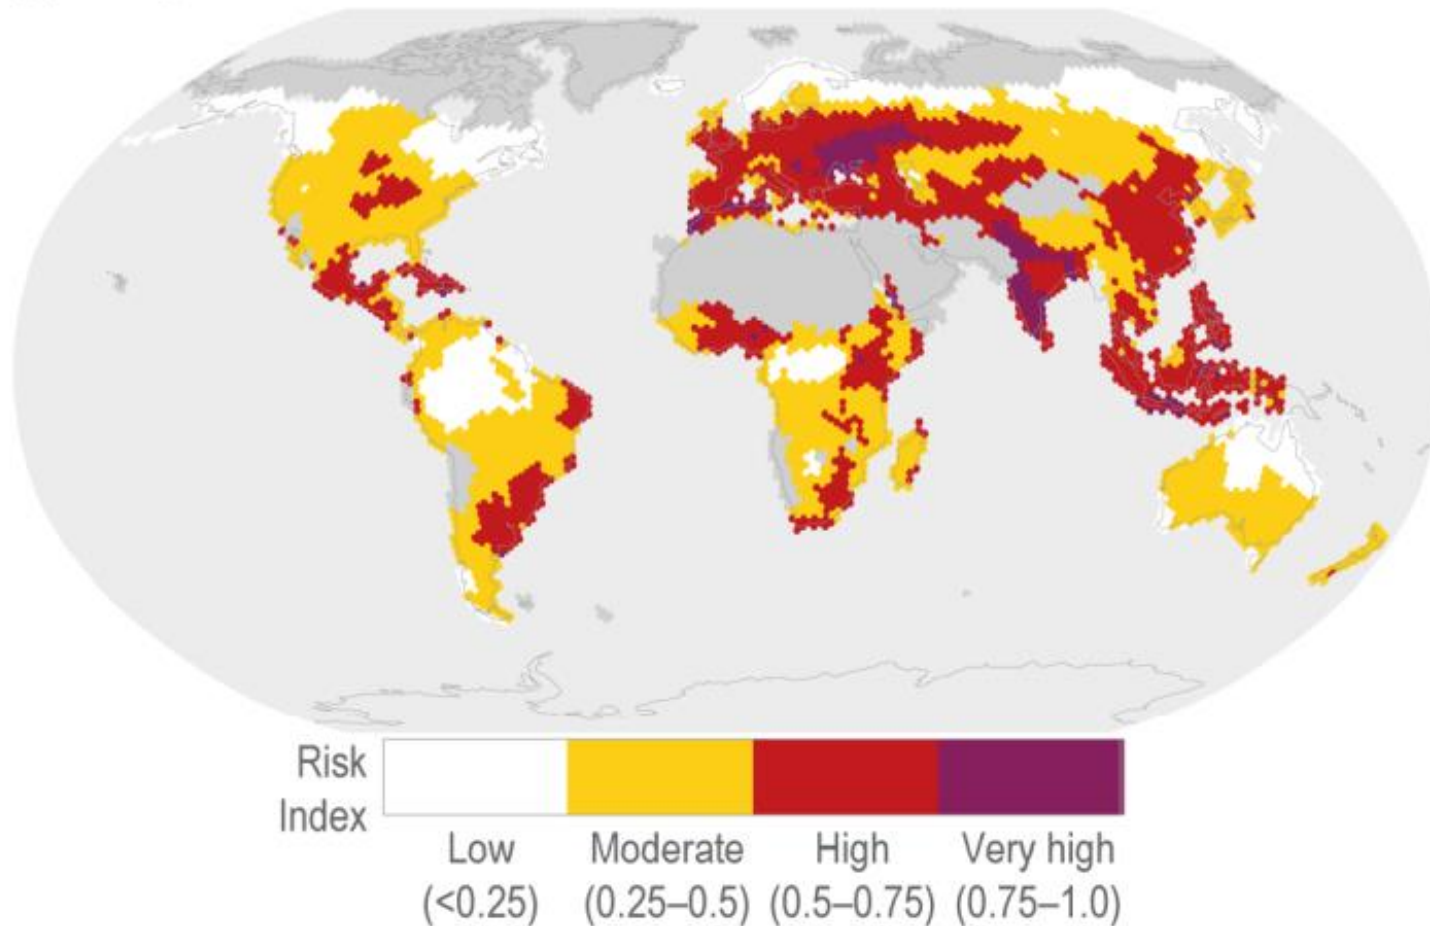 Risk
Index
Low
Moderate
High
Very high
(<0.25)
(0.25–0.5)
(0.5–0.75)
(0.75–1.0)